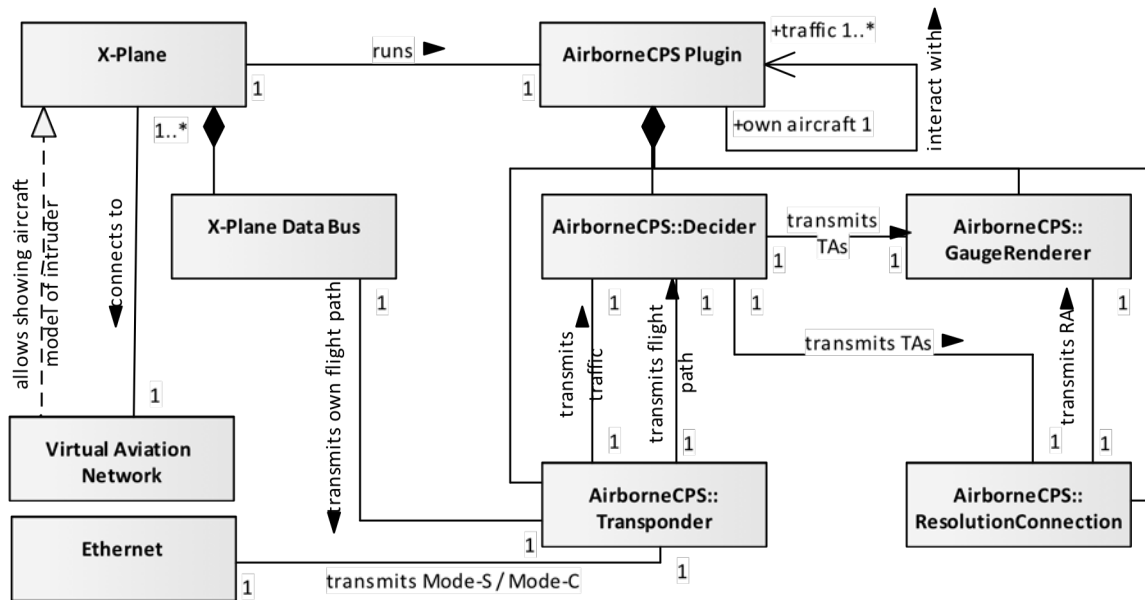 X-Plane
runs
1
1
AirborneCPS Plugin
+traffic 1..*
+own aircraft 1
interact with
1..*
allows showing aircraft
model of intruder
connects to
X-Plane Data Bus
AirborneCPS::Decider
transmits
TAs
1
1
AirborneCPS::
GaugeRenderer
1
transmits own flight path
1
transmits
traffic
1
transmits flight
path
1
transmits TAs
transmits RA
1
1
Virtual Aviation
Network
1
1
1
1
AirborneCPS::
Transponder
AirborneCPS::
ResolutionConnection
Ethernet
1
transmits Mode-S / Mode-C
1
1